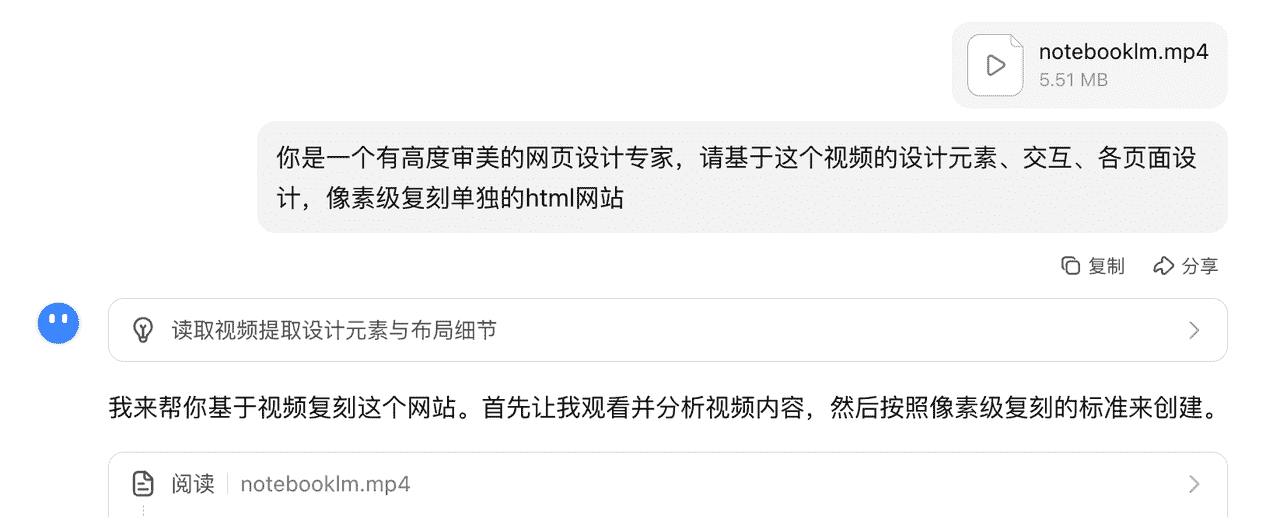 notebooklm.mp4
5.51 MB
你是一个有高度审美的网页设计专家，请基于这个视频的设计元素、交互、各页面设
计，像素级复刻单独的html网站
复制 分享
读取视频提取设计元素与布局细节
我来帮你基于视频复刻这个网站。首先让我观看并分析视频内容，然后按照像素级复刻的标准来创建。
阅读 notebooklm.mp4